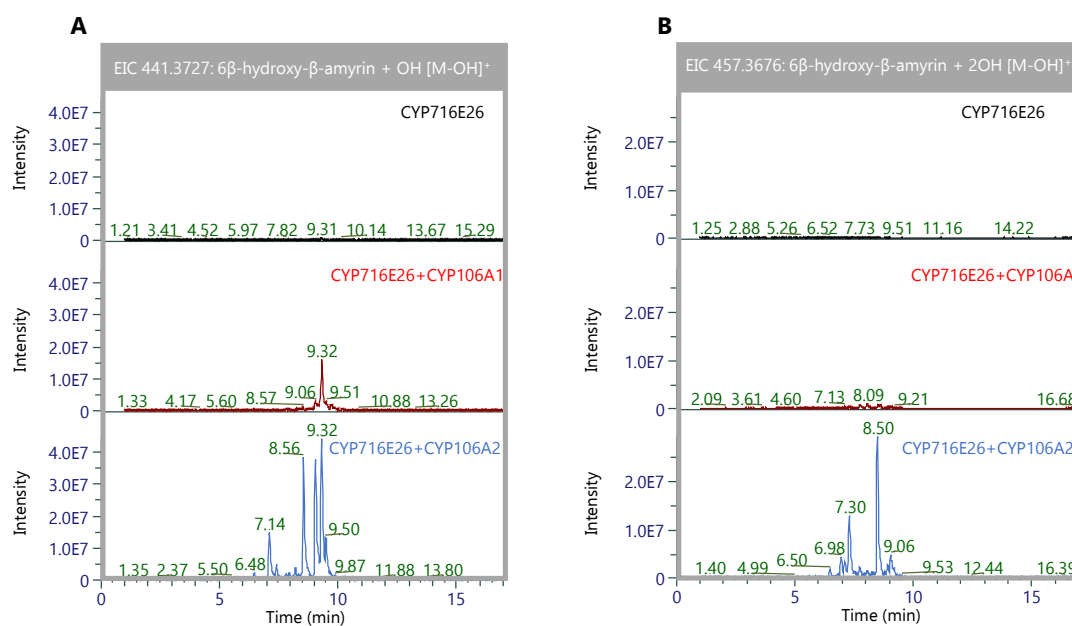 A
EIC 441.3727: 6β-hydroxy-β-amyrin + OH [M-OH]⁺
CYP716E26
Intensity
4.0E7
3.0E7
2.0E7
1.0E7
0
1.21 3.41 4.52 5.97 7.82 9.31 10.14 13.67 15.29
CYP716E26+CYP106A1
Intensity
4.0E7
3.0E7
2.0E7
1.0E7
0
9.32
1.33 4.17 5.60 8.57 9.06 9.51 10.88 13.26
CYP716E26+CYP106A2
Intensity
4.0E7
3.0E7
2.0E7
1.0E7
0
9.32
8.56
7.14
9.50
1.35 2.37 5.50 6.48 9.87 11.88 13.80
0 5 10 15
Time (min)
B
EIC 457.3676: 6β-hydroxy-β-amyrin + 2OH [M-OH]⁺
CYP716E26
Intensity
2.0E7
1.0E7
0
1.25 2.88 5.26 6.52 7.73 9.51 11.16 14.22
CYP716E26+CYP106A
Intensity
2.0E7
1.0E7
0
2.09 3.61 4.60 7.13 8.09 9.21 16.68
CYP716E26+CYP106A2
Intensity
2.0E7
1.0E7
0
8.50
7.30
6.98
9.06
1.40 4.99 6.50 9.53 12.44 16.39
0 5 10 15
Time (min)